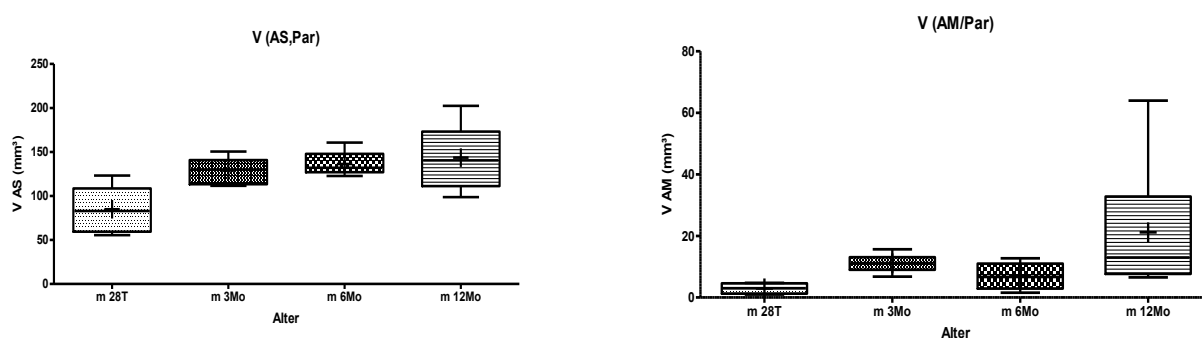 V (AS,Par)
V AS (mm³)
250
200
150
100
50
0
m 28T
m 3Mo
m 6Mo
m 12Mo
Alter
V (AM/Par)
V AM (mm³)
80
60
40
20
0
m 28T
m 3Mo
m 6Mo
m 12Mo
Alter